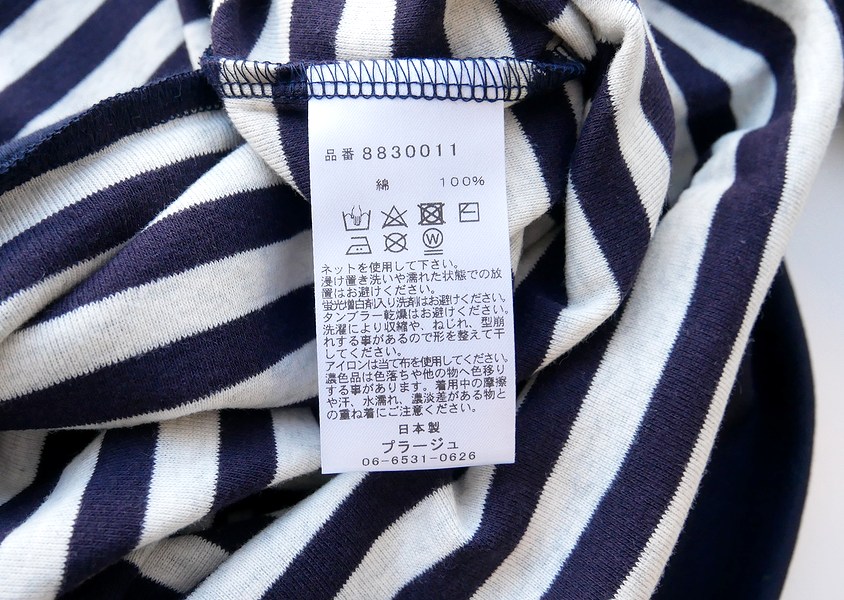 品番 8830011
綿 100%
W
ネットを使用して下さい。
浸け置き洗いや濡れた状態での放
置はお避けください。
蛍光増白剤入り洗剤はお避けください。
タンブラー乾燥はお避けください。
洗濯により収縮や、ねじれ、型崩
れする事があるので形を整えて干
してください。
アイロンは当て布を使用してください。
濃色品は色落ちや他の物へ色移り
する事があります。着用中の摩擦
や汗、水濡れ、濃淡差がある物と
の重ね着にご注意ください。
日本製
プラージュ
06-6531-0626